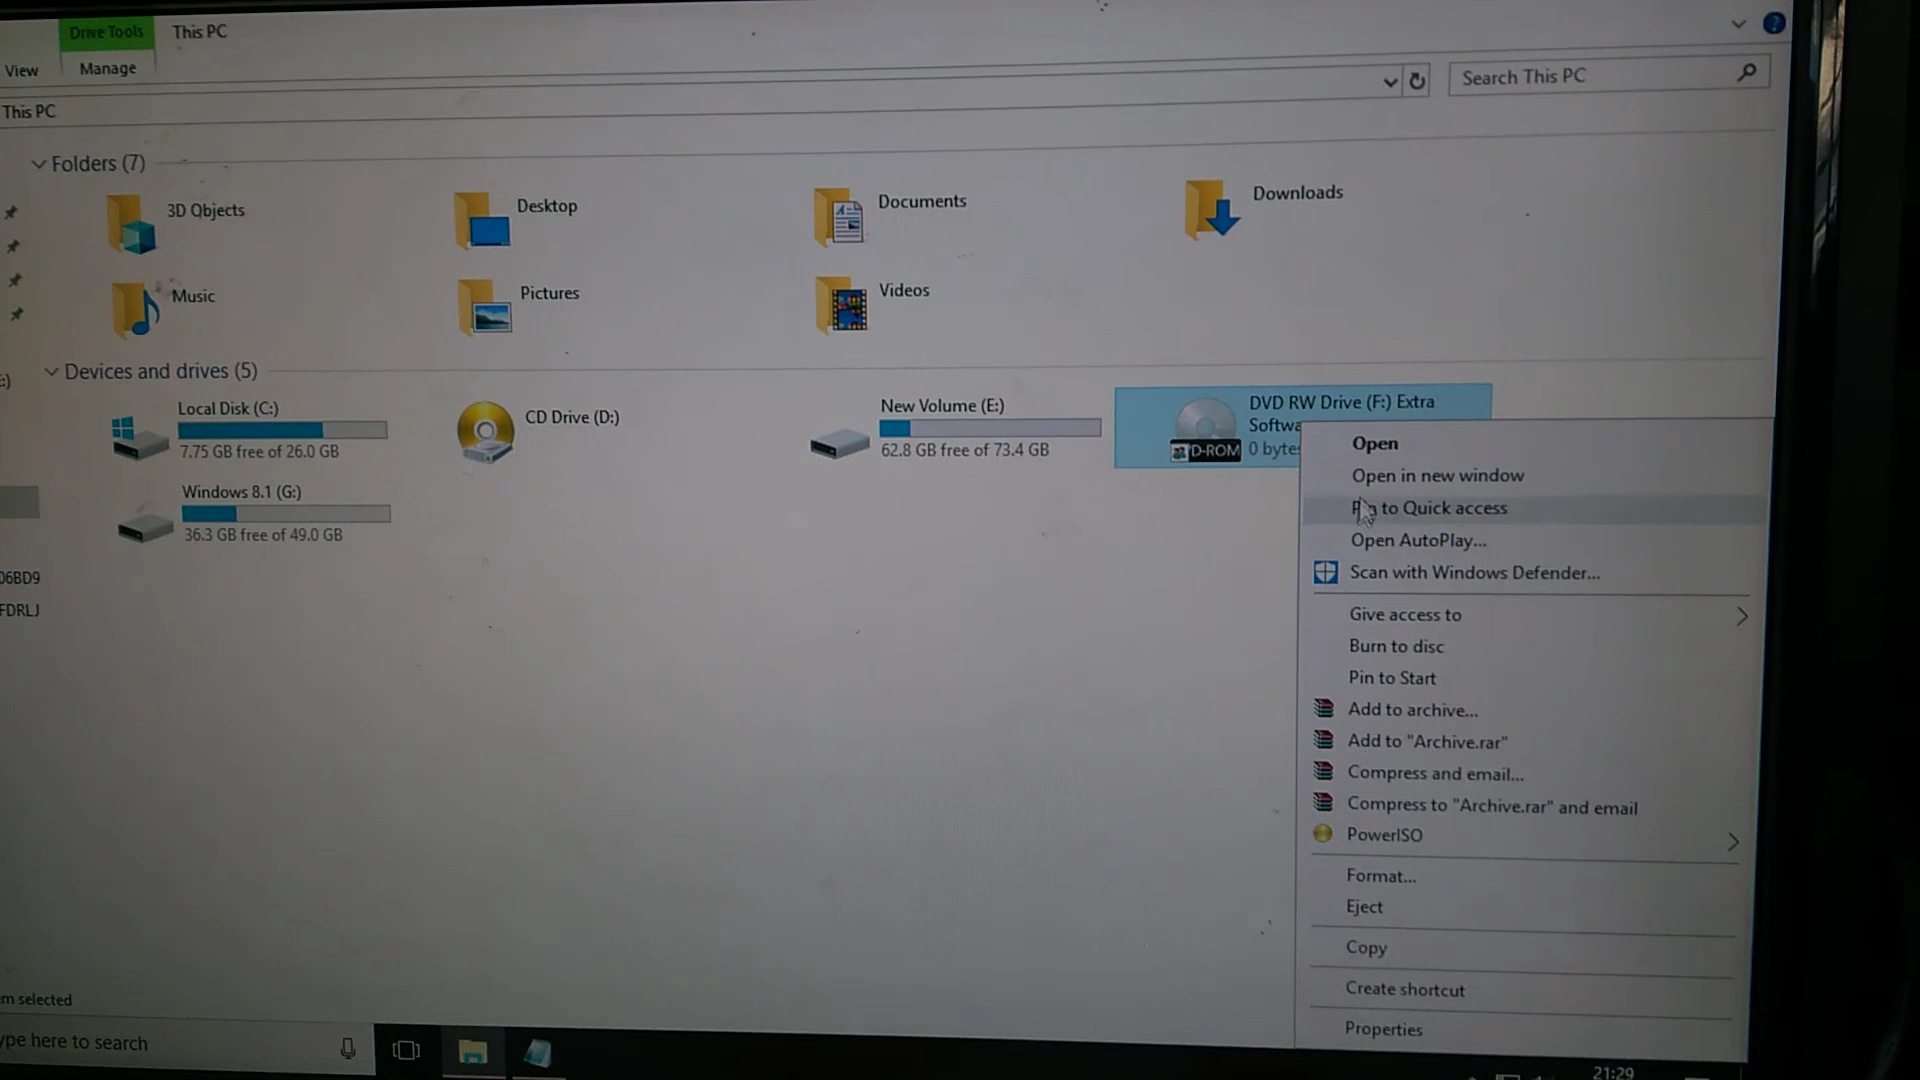 Drive Tools
This PC
View
Manage
This PC
Search This PC
Folders (7)
3D Objects
Desktop
Documents
Downloads
Music
Pictures
Videos
Devices and drives (5)
Local Disk (C:)
7.75 GB free of 26.0 GB
CD Drive (D:)
New Volume (E:)
62.8 GB free of 73.4 GB
DVD RW Drive (F:) Extra
Softwa
D-ROM
0 bytes
Windows 8.1 (G:)
36.3 GB free of 49.0 GB
06BD9
FDRLJ
Open
Open in new window
to Quick access
Open AutoPlay...
Scan with Windows Defender...
Give access to
Burn to disc
Pin to Start
Add to archive...
Add to "Archive.rar"
Compress and email...
Compress to "Archive.rar" and email
PowerISO
Format...
Eject
Copy
Create shortcut
Properties
m selected
ype here to search
21:29